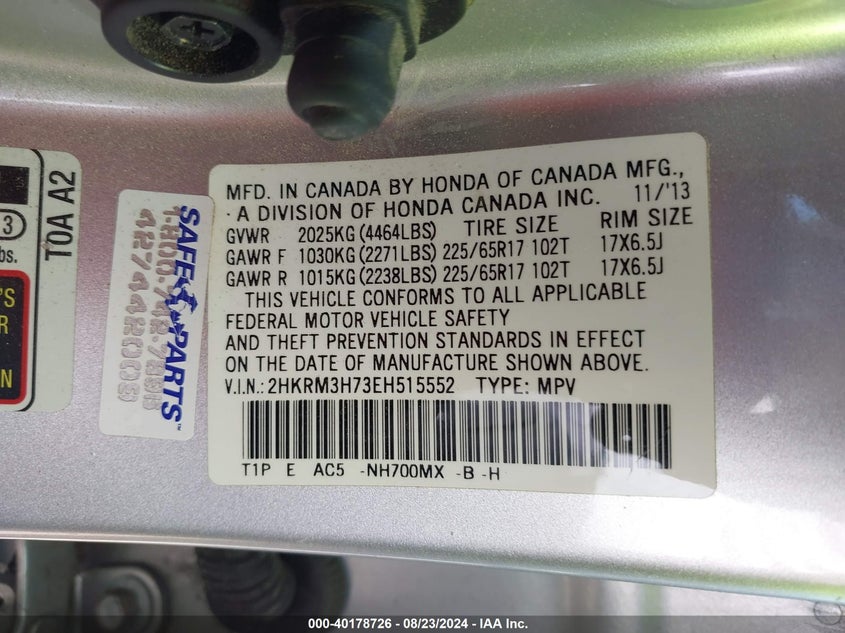 MFD. IN CANADA BY HONDA OF CANADA MFG.,
A DIVISION OF HONDA CANADA INC. 11/'13
GVWR 2025KG (4464LBS) TIRE SIZE RIM SIZE
GAWR F 1030KG (2271LBS) 225/65R17 102T 17X6.5J
GAWR R 1015KG (2238LBS) 225/65R17 102T 17X6.5J
THIS VEHICLE CONFORMS TO ALL APPLICABLE
FEDERAL MOTOR VEHICLE SAFETY
AND THEFT PREVENTION STANDARDS IN EFFECT
ON THE DATE OF MANUFACTURE SHOWN ABOVE.
V.I.N.: 2HKRM3H73EH515552 TYPE: MPV
T1P E AC5 -NH700MX -B -H
SAFE PARTS™
TOA A2
3
bs.
'S
R
N
000-40178726 - 08/23/2024 - IAA Inc.